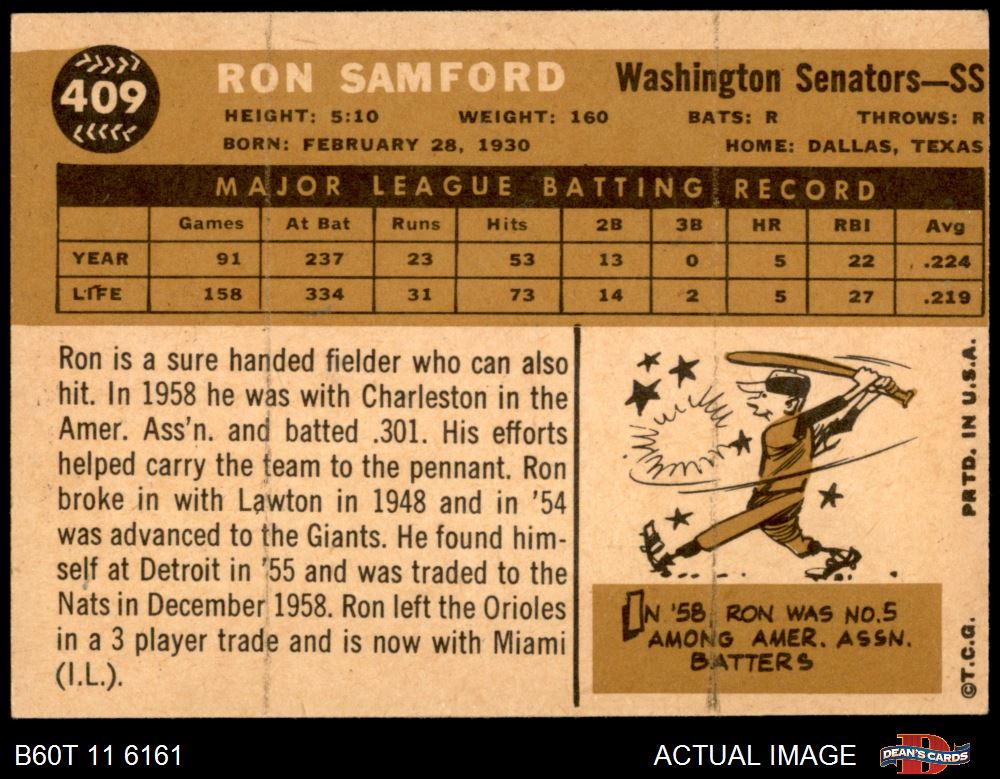 409
RON SAMFORD Washington Senators—SS
HEIGHT: 5:10 WEIGHT: 160 BATS: R THROWS: R
BORN: FEBRUARY 28, 1930 HOME: DALLAS, TEXAS
MAJOR LEAGUE BATTING RECORD
Games At Bat Runs Hits 2B 3B HR RBI Avg
YEAR 91 237 23 53 13 0 5 22 .224
LIFE 158 334 31 73 14 2 5 27 .219
Ron is a sure handed fielder who can also
hit. In 1958 he was with Charleston in the
Amer. Ass'n. and batted .301. His efforts
helped carry the team to the pennant. Ron
broke in with Lawton in 1948 and in '54
was advanced to the Giants. He found him-
self at Detroit in '55 and was traded to the
Nats in December 1958. Ron left the Orioles
in a 3 player trade and is now with Miami
(I.L.).
IN '58 RON WAS NO.5
AMONG AMER. ASSN.
BATTERS
PRTD. IN U.S.A.
©T.C.G.
B60T 11 6161 ACTUAL IMAGE DEAN'S CARDS